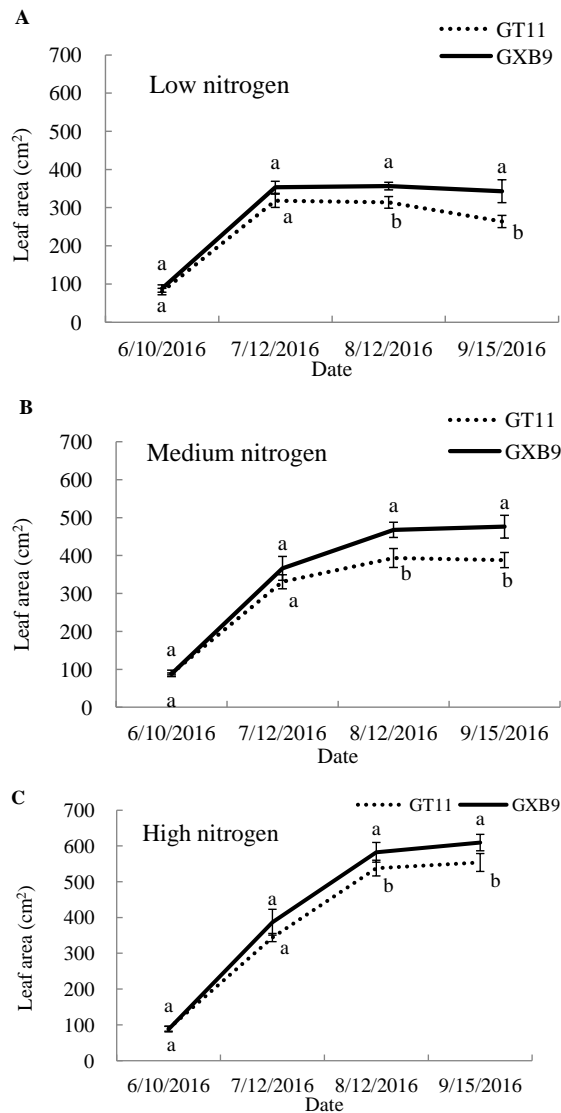 A
GT11
GXB9
Low nitrogen
Leaf area (cm²)
700
600
500
400
300
200
100
0
a
a
a
a
a
a
b
b
6/10/2016 7/12/2016 8/12/2016 9/15/2016
Date
B
GT11
GXB9
Medium nitrogen
Leaf area (cm²)
700
600
500
400
300
200
100
0
a
a
a
a
a
a
b
b
6/10/2016 7/12/2016 8/12/2016 9/15/2016
Date
C
GT11 GXB9
High nitrogen
Leaf area (cm²)
700
600
500
400
300
200
100
0
a
a
a
a
a
a
b
b
6/10/2016 7/12/2016 8/12/2016 9/15/2016
Date